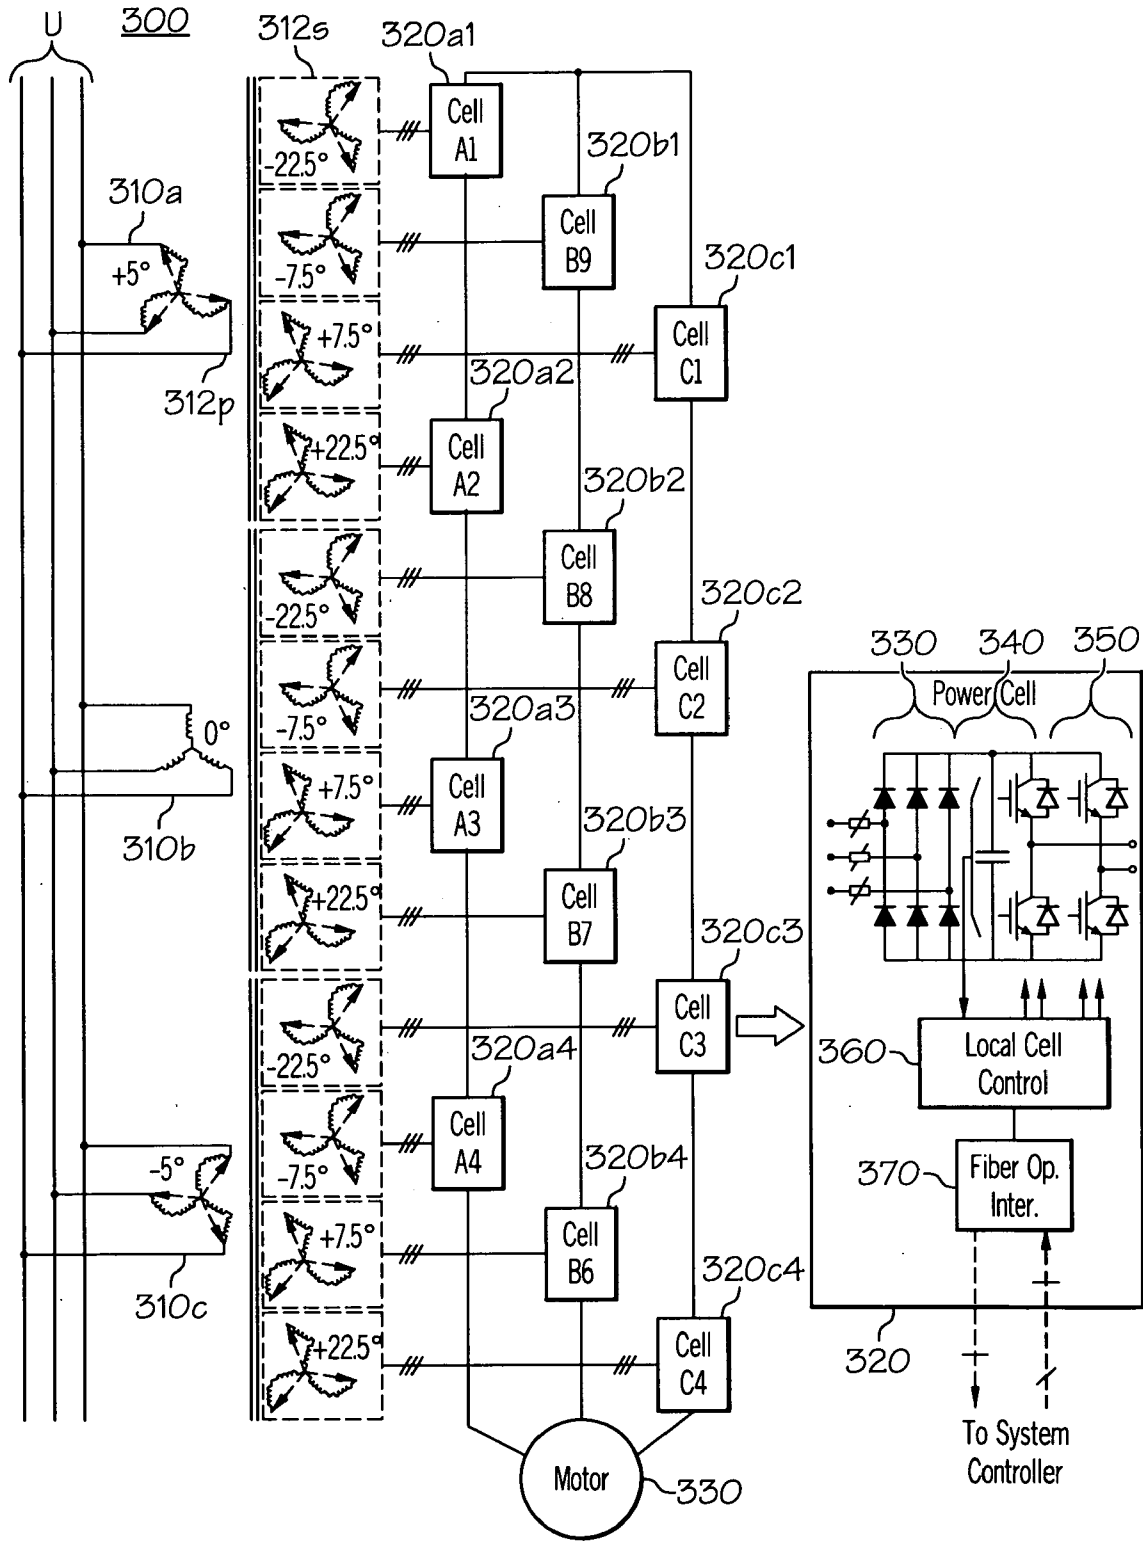 U
300
312s
320a1
Cell
A1
-22.5°
320b1
310a
Cell
B9
-7.5°
320c1
+5°
+7.5°
Cell
C1
312p
320a2
+22.5°
Cell
A2
320b2
Cell
B8
-22.5°
320c2
330
340
350
Cell
C2
Power Cell
-7.5°
320a3
0°
+7.5°
Cell
A3
320b3
310b
+22.5°
Cell
B7
320c3
-22.5°
Cell
C3
320a4
360
Local Cell
Control
-5°
-7.5°
Cell
A4
320b4
370
Fiber Op.
Inter.
+7.5°
Cell
B6
320c4
310c
+22.5°
Cell
C4
320
To System
Controller
Motor
330